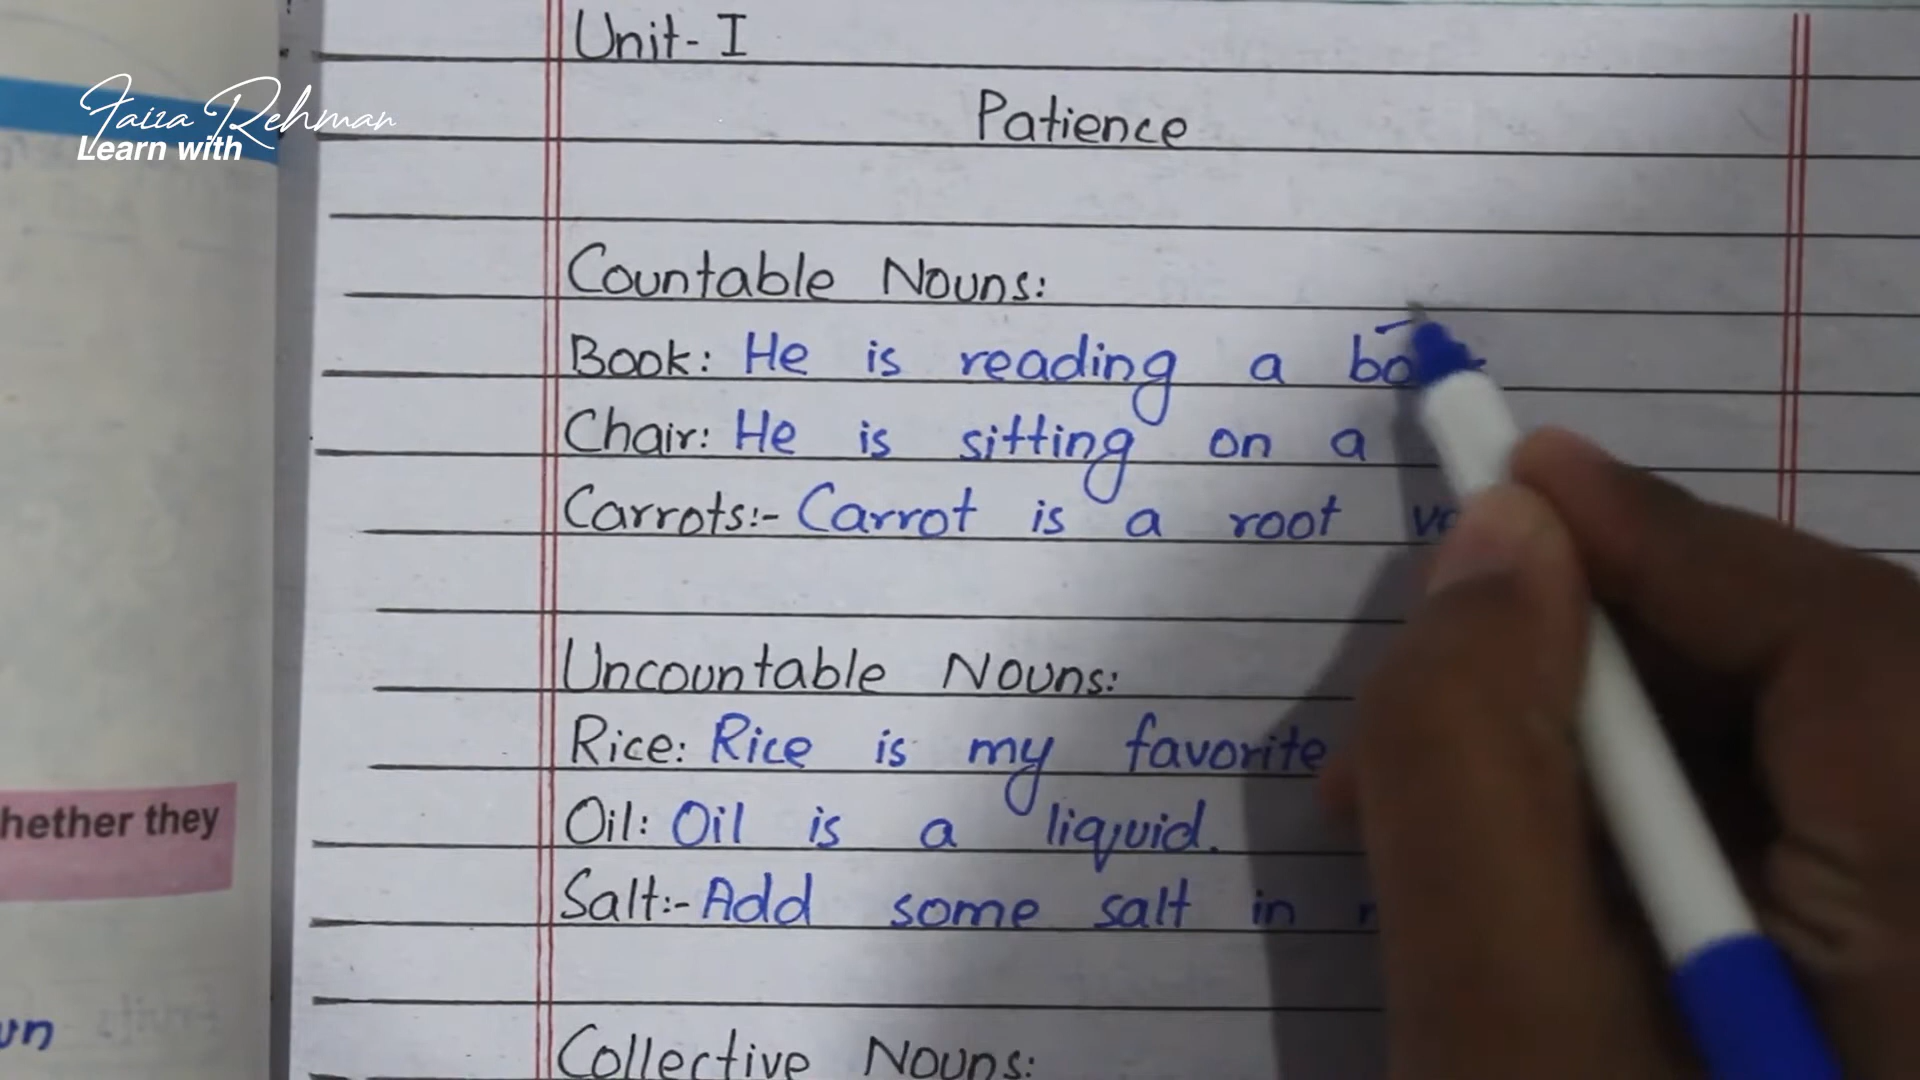 Unit-I
Faiza Rehman
Learn with
Patience
Countable Nouns:
Book: He is reading a
Chair: He is sitting on a
Carrots:- Carrot is a root
Uncountable Nouns:
Rice: Rice is my favorite
Oil: Oil is a liquid.
Salt:- Add some salt in
hether they
un
Collective Nouns: